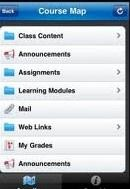 Back
Course Map
Class Content
Announcements
Assignments
Learning Modules
Mail
Web Links
My Grades
Announcements